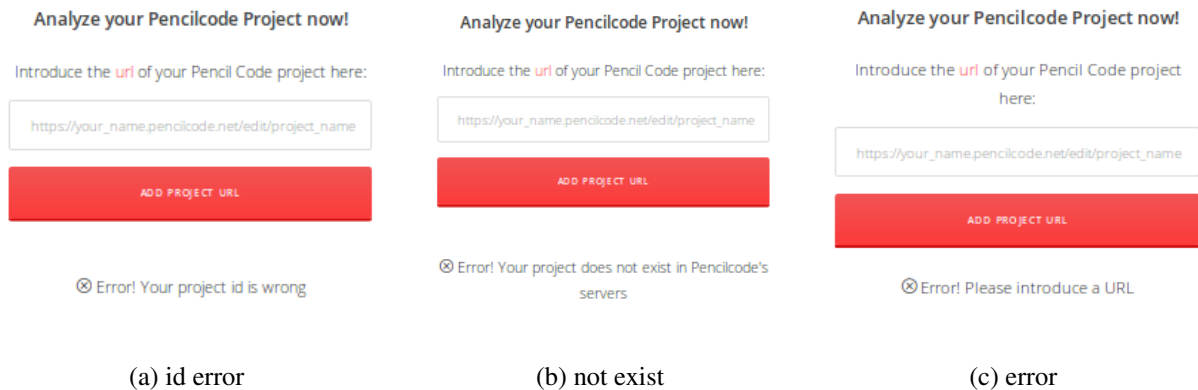 Analyze your Pencilcode Project now!
Introduce the url of your Pencil Code project here:
https://your_name.pencilcode.net/edit/project_name
ADD PROJECT URL
Error! Your project id is wrong
(a) id error
Analyze your Pencilcode Project now!
Introduce the url of your Pencil Code project here:
https://your_name.pencilcode.net/edit/project_name
ADD PROJECT URL
Error! Your project does not exist in Pencilcode's
servers
(b) not exist
Analyze your Pencilcode Project now!
Introduce the url of your Pencil Code project
here:
https://your_name.pencilcode.net/edit/project_name
ADD PROJECT URL
Error! Please introduce a URL
(c) error